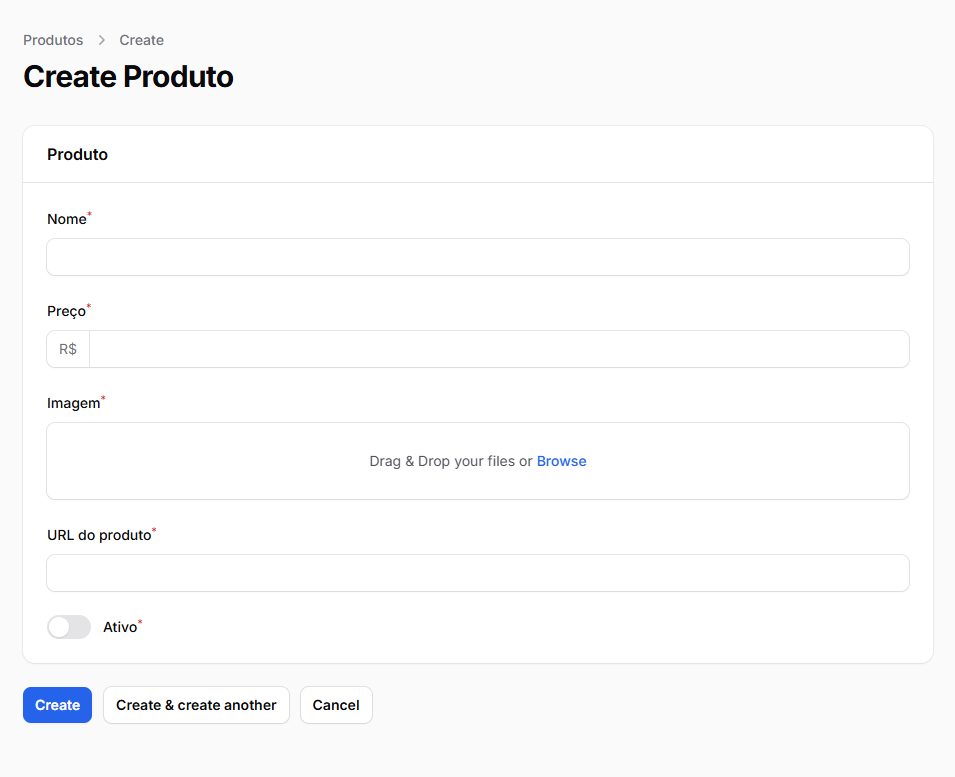 Produtos > Create
Create Produto
Produto
Nome*
Preço*
R$
Imagem*
Drag & Drop your files or Browse
URL do produto*
Ativo*
Create
Create & create another
Cancel